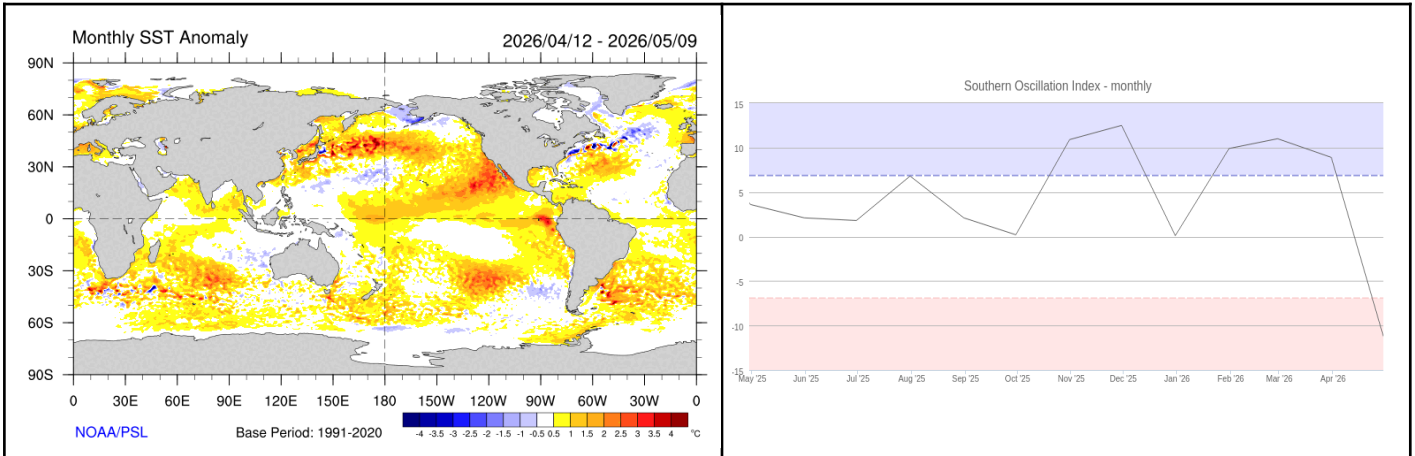 Monthly SST Anomaly
2026/04/12 - 2026/05/09
90N
60N
30N
0
30S
60S
90S
0 30E 60E 90E 120E 150E 180 150W 120W 90W 60W 30W 0
NOAA/PSL
Base Period: 1991-2020
-4 -3.5 -3 -2.5 -2 -1.5 -1 -0.5 0.5 1 1.5 2 2.5 3 3.5 4 °C
Southern Oscillation Index - monthly
15
10
5
0
-5
-10
-15
May '25 Jun '25 Jul '25 Aug '25 Sep '25 Oct '25 Nov '25 Dec '25 Jan '26 Feb '26 Mar '26 Apr '26